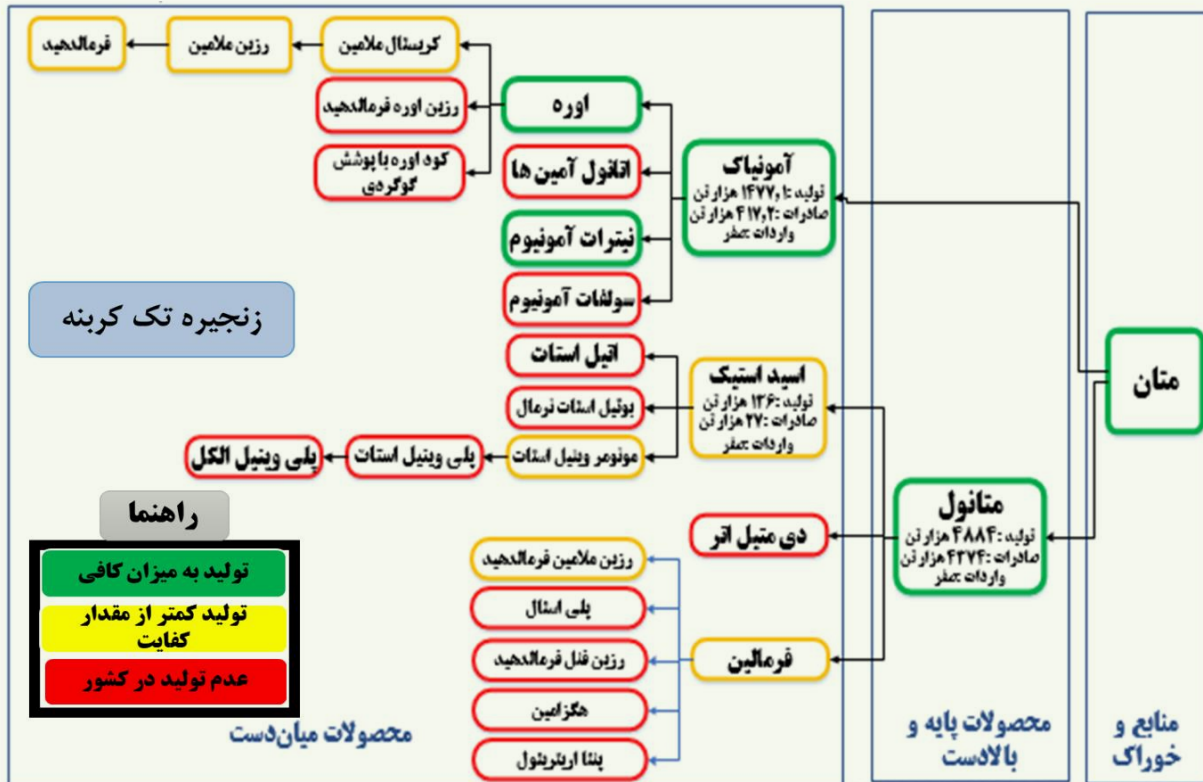 متان
آمونیاک
تولید :۱۴۷۷,۱ هزار تن
صادرات :۴۱۷,۲ هزار تن
واردات :صفر
اوره
اتانول آمین ها
نیترات آمونیوم
سولفات آمونیوم
کریستال ملامین
رزین ملامین
فرمالدهید
رزین اوره فرمالدهید
کود اوره با پوشش
گوگردی
متانول
تولید :۴۸۸۴ هزار تن
صادرات :۴۳۷۴ هزار تن
واردات :صفر
اسید استیک
تولید :۱۳۶ هزار تن
صادرات :۲۷ هزار تن
واردات :صفر
اتیل استات
بوتیل استات نرمال
مونومر وینیل استات
پلی وینیل استات
پلی وینیل الکل
دی متیل اتر
فرمالین
رزین ملامین فرمالدهید
پلی استال
رزین فنل فرمالدهید
هگزامین
پنتا اریتریتول
زنجیره تک کربنه
راهنما
تولید به میزان کافی
تولید کمتر از مقدار
کفایت
عدم تولید در کشور
منابع و
خوراک
محصولات پایه و
بالادست
محصولات میان‌دست